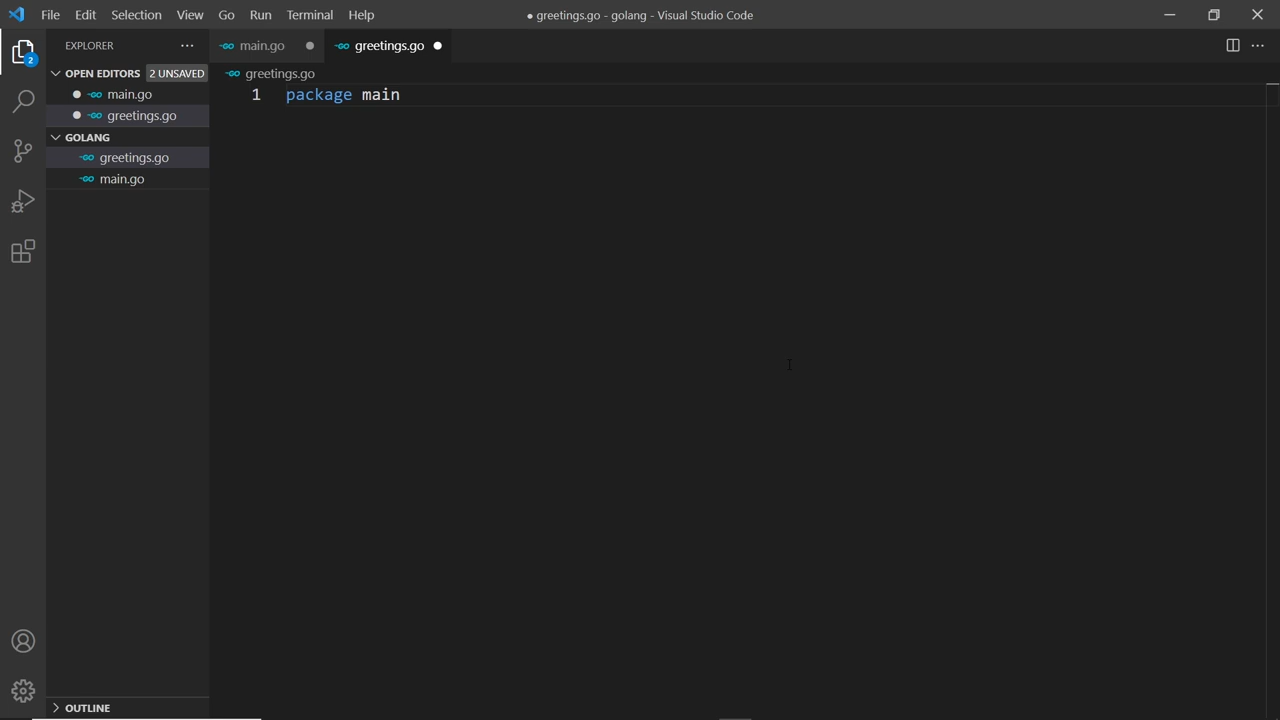 File Edit Selection View Go Run Terminal Help
● greetings.go - golang - Visual Studio Code
EXPLORER
main.go
greetings.go
OPEN EDITORS 2 UNSAVED
greetings.go
main.go
1 package main
greetings.go
GOLANG
greetings.go
main.go
2
OUTLINE